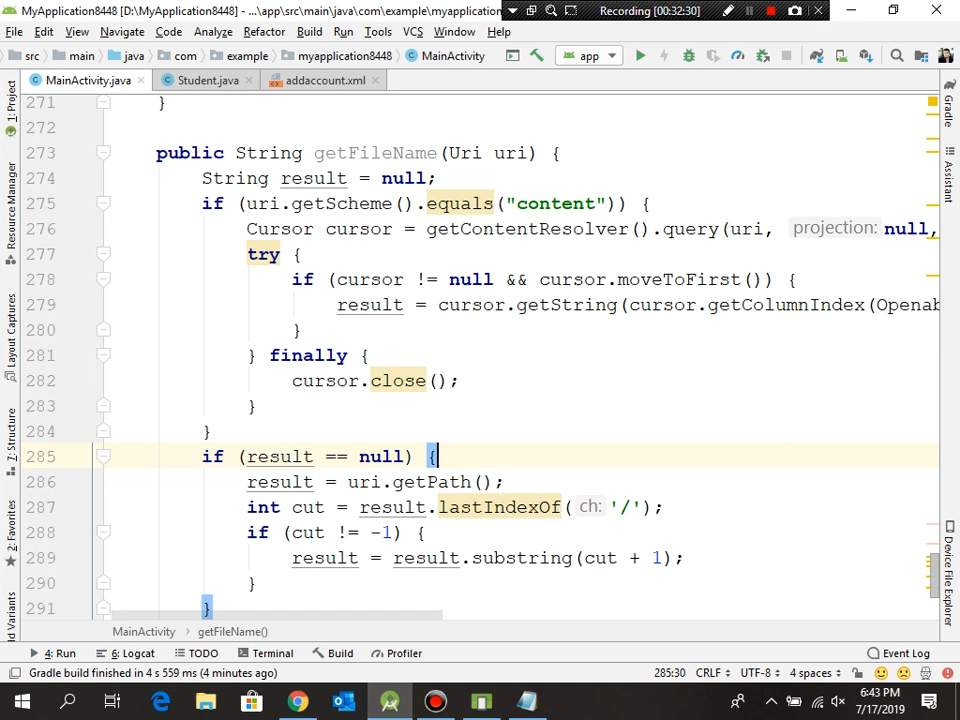 MyApplication8448 [D:\MyApplication8448] - ...\app\src\main\java\com\example\myapplication
Recording [00:32:30]
File Edit View Navigate Code Analyze Refactor Build Run Tools VCS Window Help
src main java com example myapplication8448 MainActivity app
MainActivity.java Student.java addaccount.xml
271 }
272
273 public String getFileName(Uri uri) {
274 String result = null;
275 if (uri.getScheme().equals("content")) {
276 Cursor cursor = getContentResolver().query(uri, projection: null,
277 try {
278 if (cursor != null && cursor.moveToFirst()) {
279 result = cursor.getString(cursor.getColumnIndex(Openab
280 }
281 } finally {
282 cursor.close();
283 }
284 }
285 if (result == null) {
286 result = uri.getPath();
287 int cut = result.lastIndexOf( ch: '/');
288 if (cut != -1) {
289 result = result.substring(cut + 1);
290 }
291 }
1: Project
Resource Manager
Layout Captures
7: Structure
2: Favorites
d Variants
Gradle
Assistant
Device File Explorer
MainActivity getFileName()
4: Run 6: Logcat TODO Terminal Build Profiler Event Log
Gradle build finished in 4 s 559 ms (4 minutes ago) 285:30 CRLF UTF-8 4 spaces
6:43 PM
7/17/2019